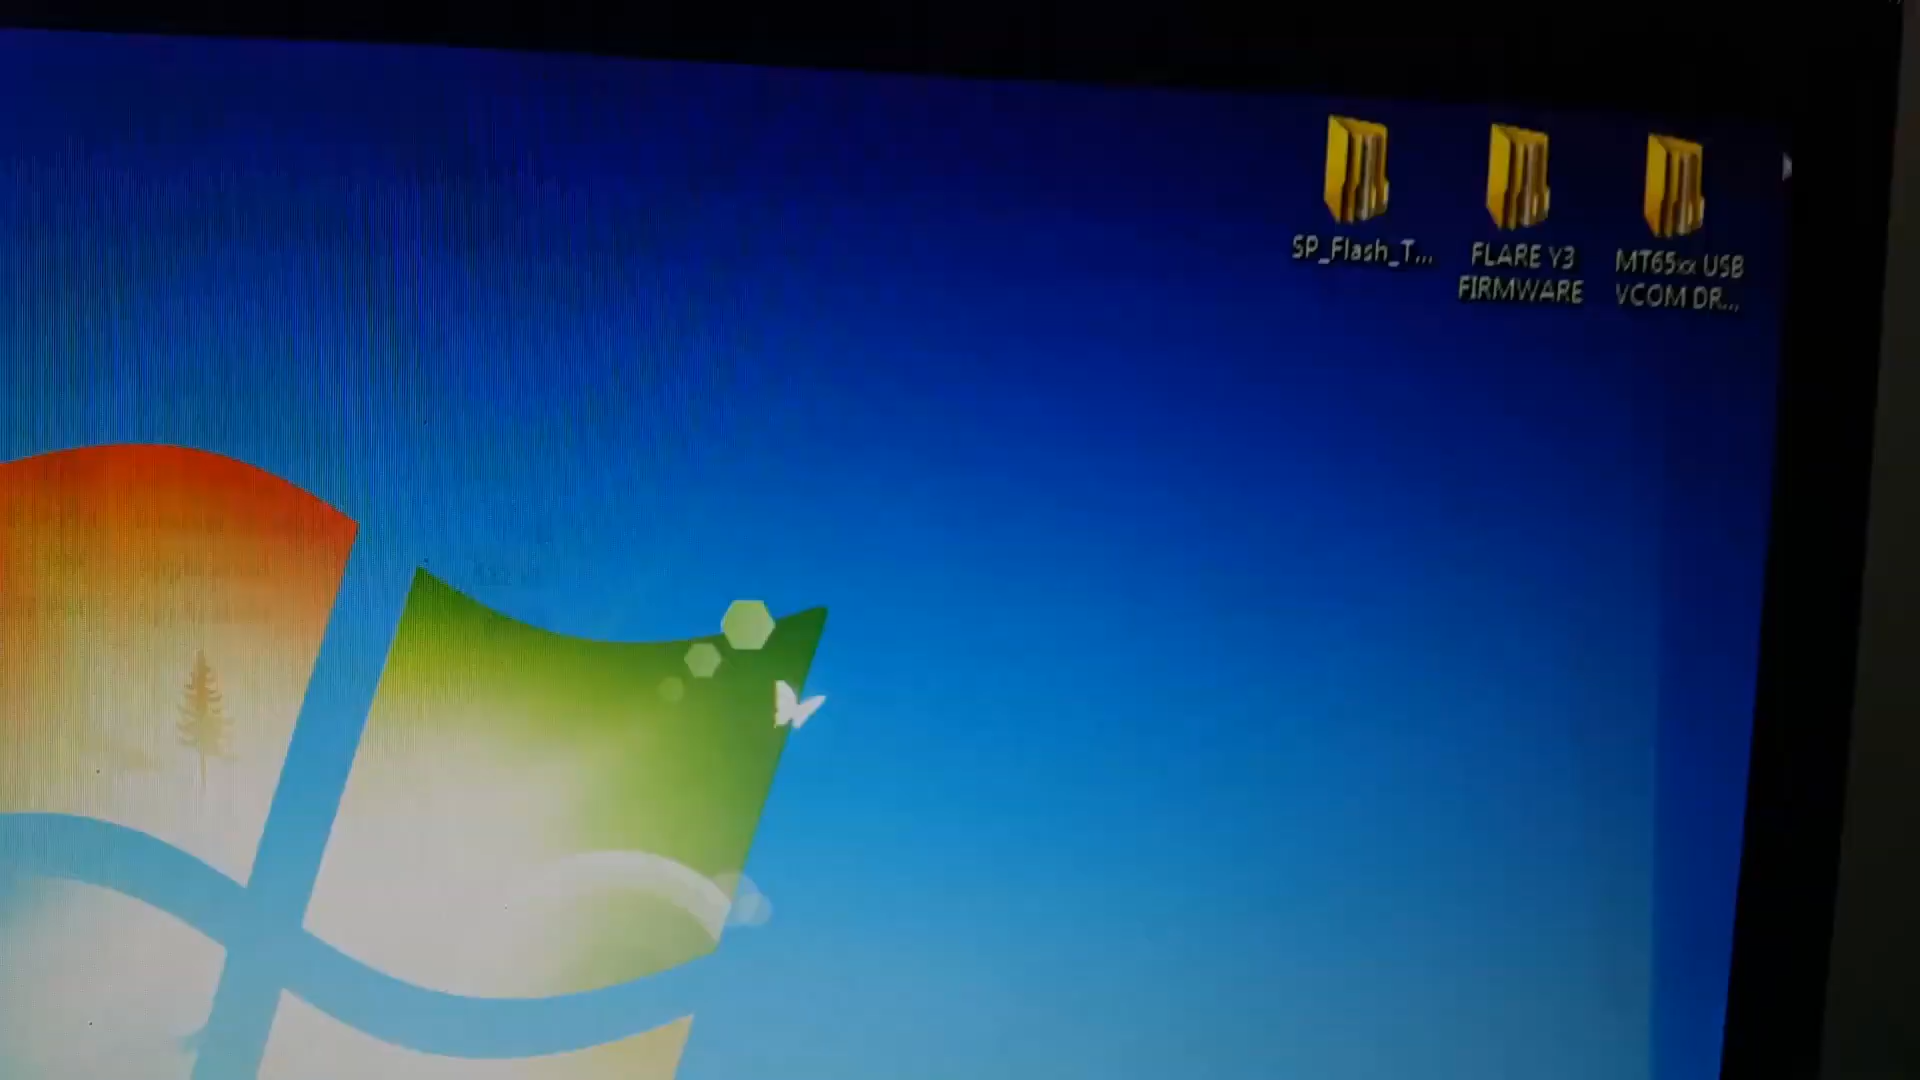 SP_Flash_T...
FLARE Y3
FIRMWARE
MT65xx USB
VCOM DR...